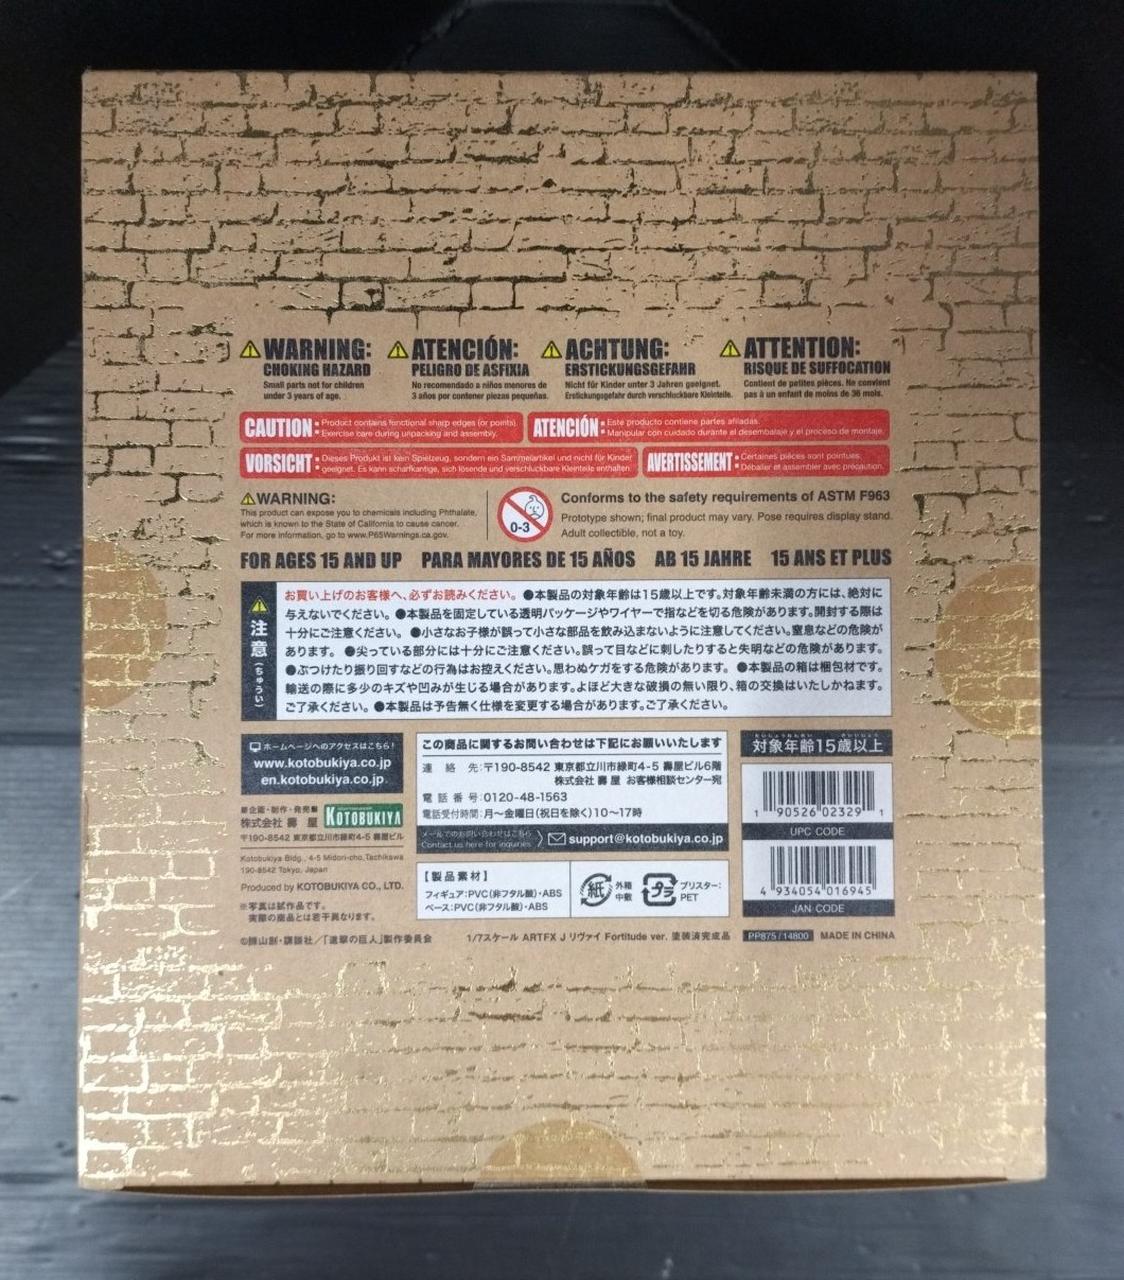 WARNING:
CHOKING HAZARD
Small parts not for children
under 3 years of age.
ATENCIÓN:
PELIGRO DE ASFIXIA
No recomendado a niños menores de
3 años por contener piezas pequeñas.
ACHTUNG:
ERSTICKUNGSGEFAHR
Nicht für Kinder unter 3 Jahren geeignet.
Erstickungsgefahr durch verschluckbare Kleinteile.
ATTENTION:
RISQUE DE SUFFOCATION
Contient de petites pièces. Ne convient
pas à un enfant de moins de 36 mois.
CAUTION
Product contains functional sharp edges (or points).
Exercise care during unpacking and assembly.
ATENCIÓN
Este producto contiene partes afiladas.
Manipular con cuidado durante el desembalaje y el proceso de montaje.
VORSICHT
Dieses Produkt ist kein Spielzeug, sondern ein Sammelartikel und nicht für Kinder
geeignet. Es kann scharfkantige, sich lösende und verschluckbare Kleinteile enthalten.
AVERTISSEMENT
Certaines pièces sont pointues.
Déballer et assembler avec précaution.
WARNING:
This product can expose you to chemicals including Phthalate,
which is known to the State of California to cause cancer.
For more information, go to www.P65Warnings.ca.gov.
0-3
Conforms to the safety requirements of ASTM F963
Prototype shown; final product may vary. Pose requires display stand.
Adult collectible, not a toy.
FOR AGES 15 AND UP PARA MAYORES DE 15 AÑOS AB 15 JAHRE 15 ANS ET PLUS
注意(ちゅうい)
お買い上げのお客様へ、必ずお読みください。 ●本製品の対象年齢は15歳以上です。対象年齢未満の方には、絶対に
与えないでください。 ●本製品を固定している透明パッケージやワイヤーで指などを切る危険があります。開封する際は
十分にご注意ください。 ●小さなお子様が誤って小さな部品を飲み込まないように注意してください。窒息などの危険が
あります。 ●尖っている部分には十分にご注意ください。誤って目などに刺したりすると失明などの危険があります。
●ぶつけたり振り回すなどの行為はお控えください。思わぬケガをする危険があります。 ●本製品の箱は梱包材です。
輸送の際に多少のキズや凹みが生じる場合があります。よほど大きな破損の無い限り、箱の交換はいたしかねます。
ご了承ください。 ●本製品は予告無く仕様を変更する場合があります。ご了承ください。
ホームページへのアクセスはこちら!
www.kotobukiya.co.jp
en.kotobukiya.co.jp
■企画・制作・発売■
株式会社 壽 屋
KOTOBUKIYA
〒190-8542 東京都立川市緑町4-5 壽屋ビル
Kotobukiya Bldg., 4-5 Midori-cho, Tachikawa
190-8542 Tokyo, Japan
Produced by KOTOBUKIYA CO., LTD.
※写真は試作品です。
実際の商品とは若干異なります。
この商品に関するお問い合わせは下記にお願いいたします
連絡先:〒190-8542 東京都立川市緑町4-5 壽屋ビル6階
株式会社 壽 屋 お客様相談センター宛
電話番号:0120-48-1563
電話受付時間:月〜金曜日(祝日を除く)10〜17時
メールでのお問い合わせはこちら
Contact us here for inquiries
support@kotobukiya.co.jp
【製品素材】
フィギュア:PVC(非フタル酸)・ABS
ベース:PVC(非フタル酸)・ABS
紙
外箱
中敷
プラ
ブリスター:
PET
対象年齢15歳以上
1 90526 02329 1
UPC CODE
4 934054 016945
JAN CODE
©諫山創・講談社/「進撃の巨人」製作委員会
1/7スケール ARTFX J リヴァイ Fortitude ver. 塗装済完成品
PP875 / 14800
MADE IN CHINA